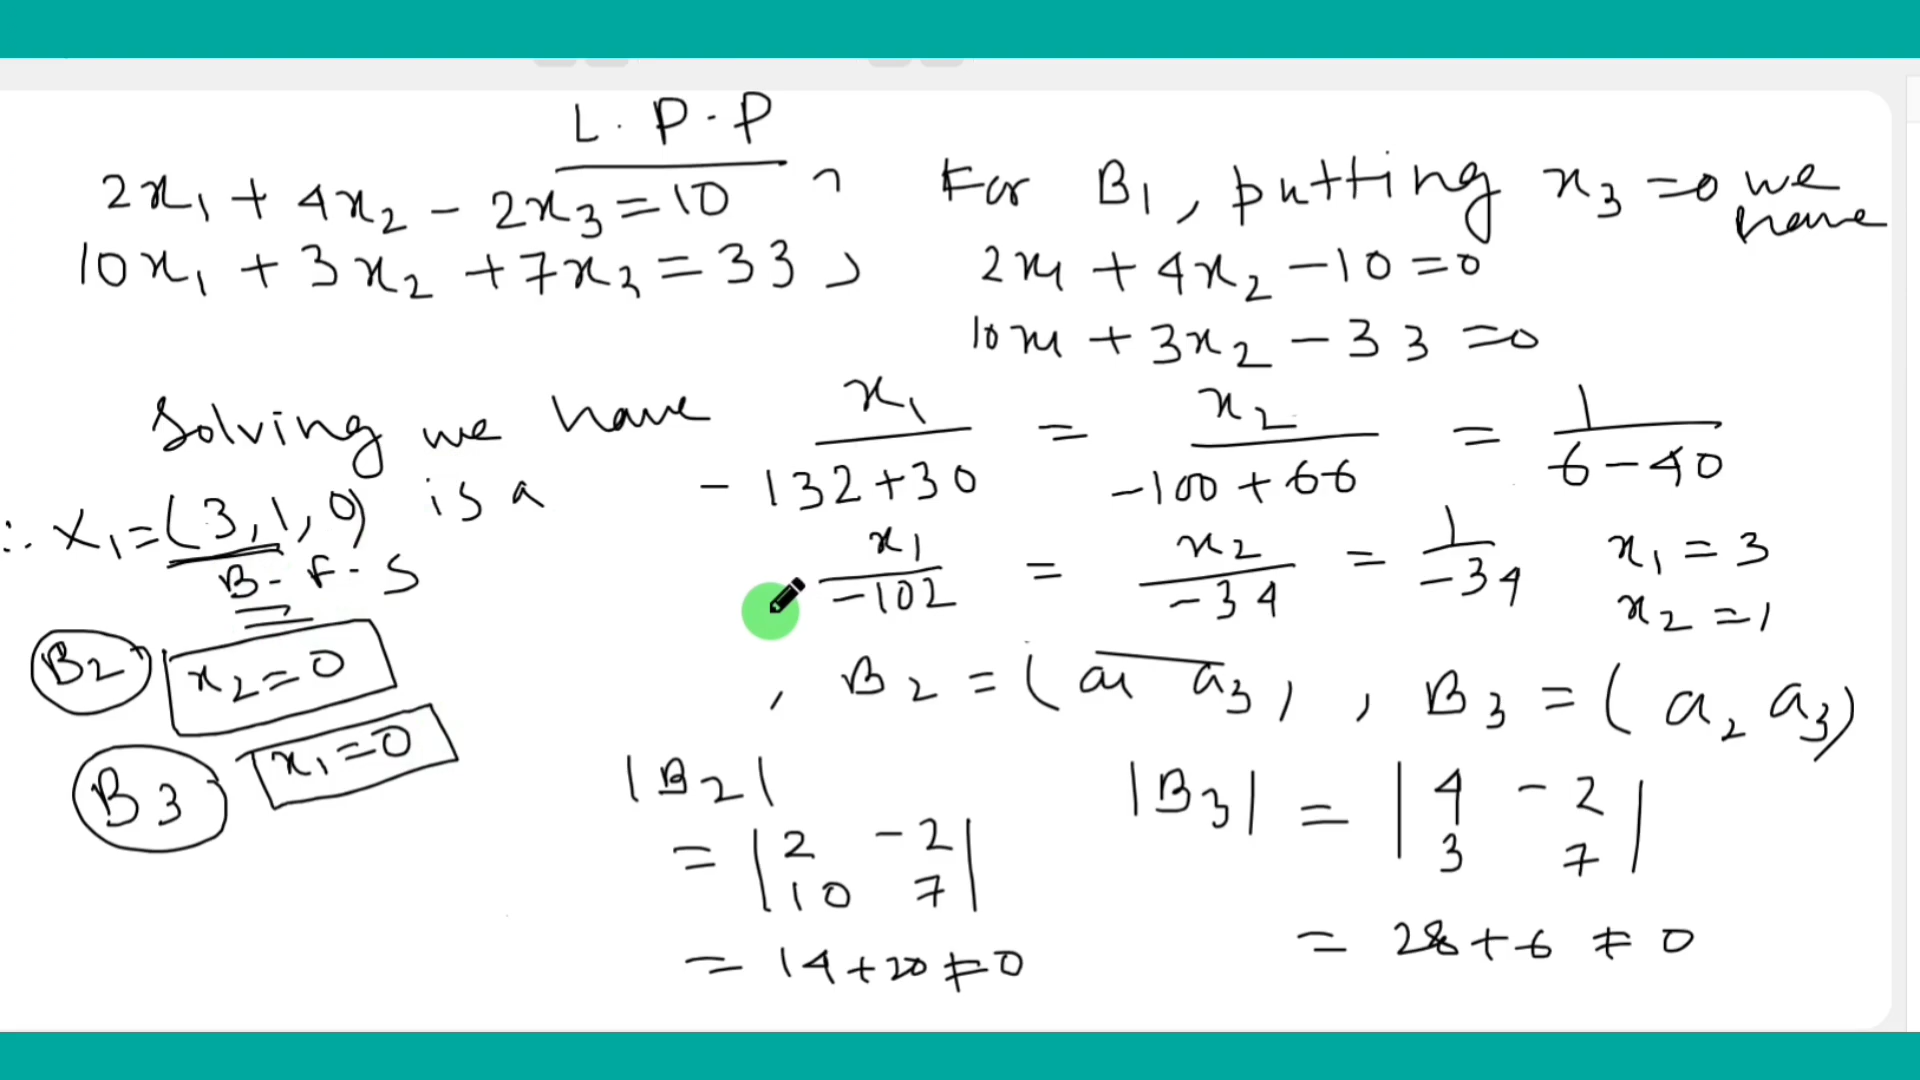 L.P.P
2x₁ + 4x₂ - 2x₃ = 10 ,
10x₁ + 3x₂ + 7x₃ = 33 ,
For B₁, putting x₃ = 0 we have
2x₁ + 4x₂ - 10 = 0
10x₁ + 3x₂ - 33 = 0
Solving we have
x₁/(-132+30) = x₂/(-100+66) = 1/(6-40)
x₁/-102 = x₂/-34 = 1/-34
x₁ = 3
x₂ = 1
∴ X₁ = (3, 1, 0) is a
B-F-S
B₂ x₂ = 0
B₃ x₁ = 0
, B₂ = (a₁ a₃) , B₃ = (a₂ a₃)
|B₂|
= |2 -2|
|10 7|
= 14 + 20 ≠ 0
|B₃| = |4 -2|
|3 7|
= 28 + 6 ≠ 0